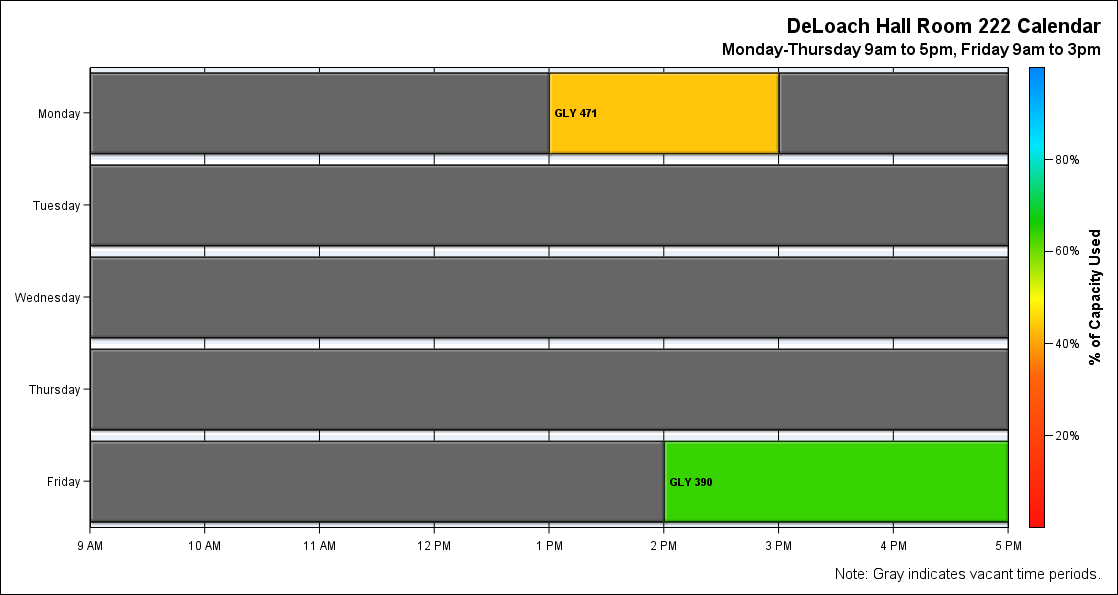 DeLoach Hall Room 222 Calendar
Monday-Thursday 9am to 5pm, Friday 9am to 3pm
Monday
GLY 471
Tuesday
Wednesday
Thursday
Friday
GLY 390
9 AM 10 AM 11 AM 12 PM 1 PM 2 PM 3 PM 4 PM 5 PM
80%
60%
40%
20%
% of Capacity Used
Note: Gray indicates vacant time periods.